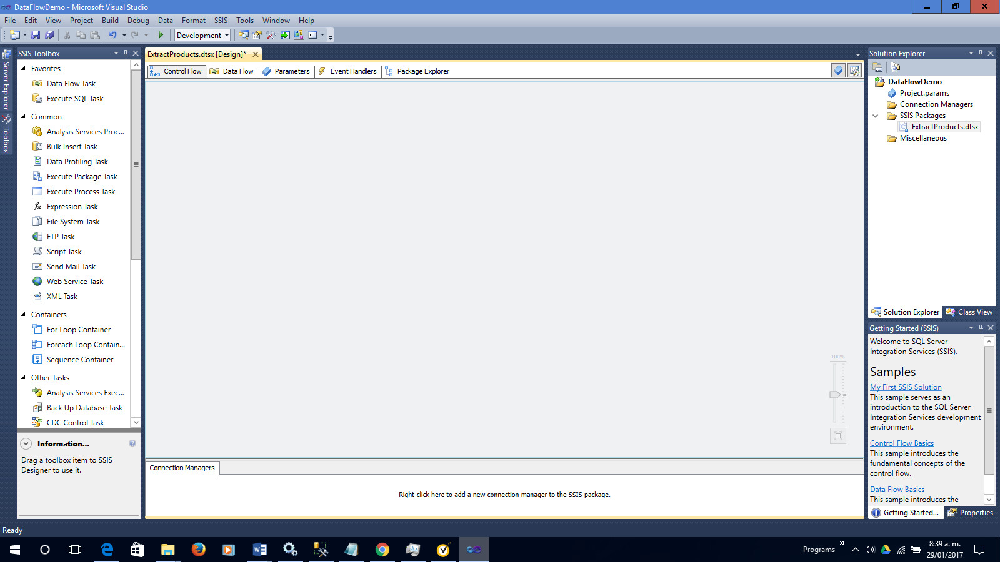 DataFlowDemo - Microsoft Visual Studio
File Edit View Project Build Debug Data Format SSIS Tools Window Help
Development
Server Explorer
Toolbox
SSIS Toolbox
Favorites
Data Flow Task
Execute SQL Task
Common
Analysis Services Proc...
Bulk Insert Task
Data Profiling Task
Execute Package Task
Execute Process Task
Expression Task
File System Task
FTP Task
Script Task
Send Mail Task
Web Service Task
XML Task
Containers
For Loop Container
Foreach Loop Contain...
Sequence Container
Other Tasks
Analysis Services Exec...
Back Up Database Task
CDC Control Task
Information...
Drag a toolbox item to SSIS
Designer to use it.
ExtractProducts.dtsx [Design]*
Control Flow Data Flow Parameters Event Handlers Package Explorer
100%
Connection Managers
Right-click here to add a new connection manager to the SSIS package.
Solution Explorer
DataFlowDemo
Project.params
Connection Managers
SSIS Packages
ExtractProducts.dtsx
Miscellaneous
Solution Explorer Class View
Getting Started (SSIS)
Welcome to SQL Server
Integration Services (SSIS).
Samples
My First SSIS Solution
This sample serves as an
introduction to the SQL Server
Integration Services development
environment.
Control Flow Basics
This sample introduces the
fundamental concepts of the
control flow.
Data Flow Basics
This sample introduces the
Getting Started... Properties
Ready
Programs
8:39 a. m.
29/01/2017